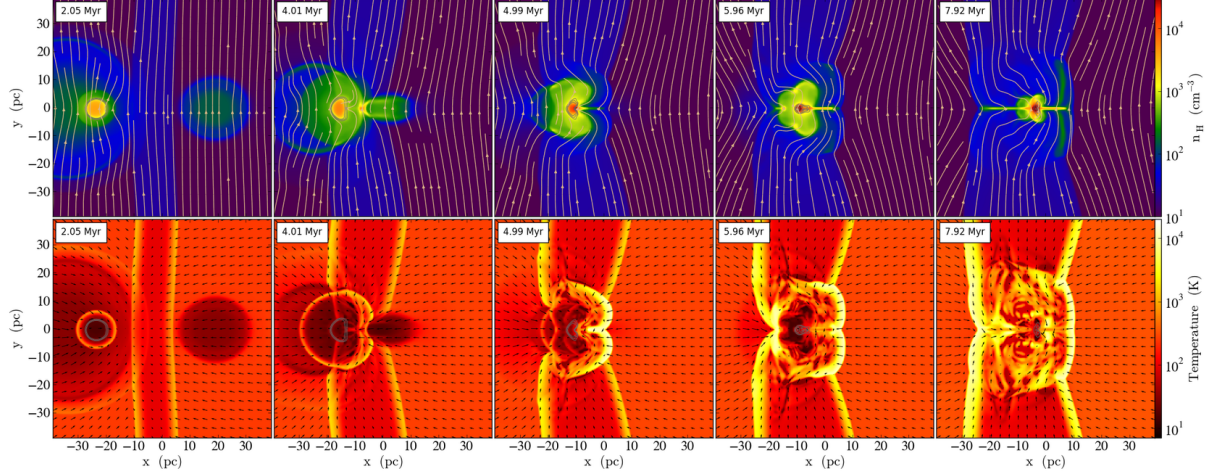 2.05 Myr
4.01 Myr
4.99 Myr
5.96 Myr
7.92 Myr
30
20
10
0
−10
−20
−30
y (pc)
10⁴
10³
10²
10¹
n H (cm⁻³)
2.05 Myr
4.01 Myr
4.99 Myr
5.96 Myr
7.92 Myr
30
20
10
0
−10
−20
−30
y (pc)
10⁴
10³
10²
10¹
Temperature (K)
−30 −20 −10 0 10 20 30
−30 −20 −10 0 10 20 30
−30 −20 −10 0 10 20 30
−30 −20 −10 0 10 20 30
−30 −20 −10 0 10 20 30
x (pc)
x (pc)
x (pc)
x (pc)
x (pc)